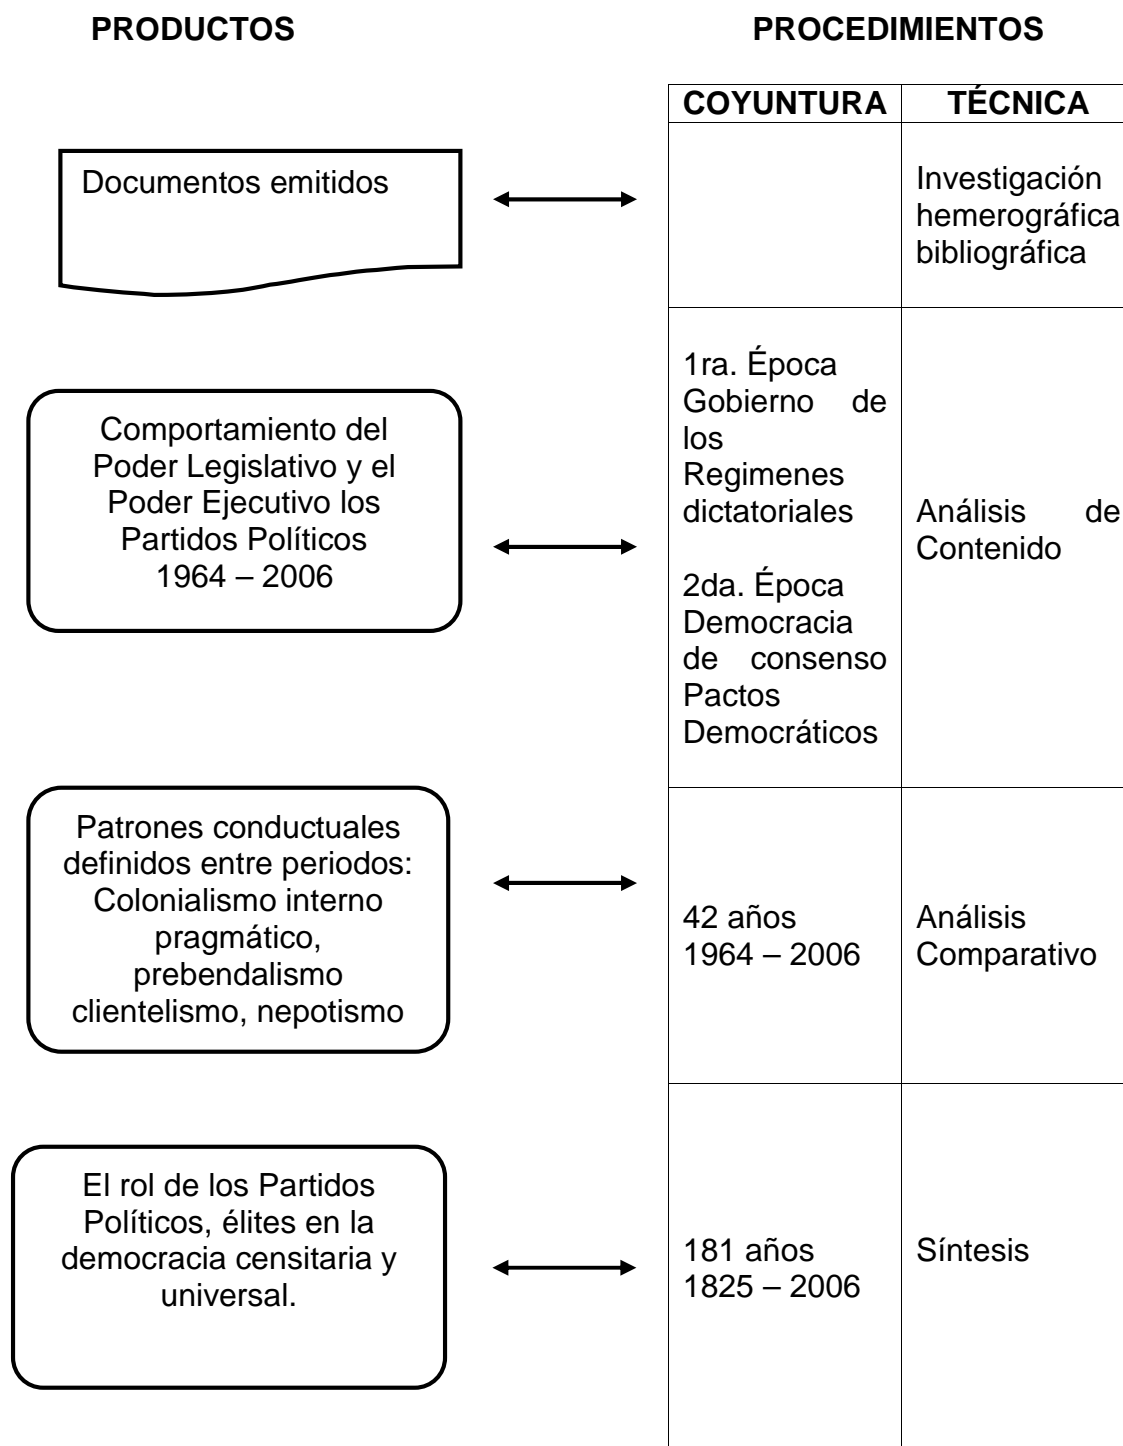 PRODUCTOS
PROCEDIMIENTOS
COYUNTURA
TÉCNICA
Documentos emitidos
Investigación
hemerográfica
bibliográfica
Comportamiento del
Poder Legislativo y el
Poder Ejecutivo los
Partidos Políticos
1964 – 2006
1ra. Época
Gobierno de
los
Regimenes
dictatoriales
2da. Época
Democracia
de consenso
Pactos
Democráticos
Análisis de
Contenido
Patrones conductuales
definidos entre periodos:
Colonialismo interno
pragmático,
prebendalismo
clientelismo, nepotismo
42 años
1964 – 2006
Análisis
Comparativo
El rol de los Partidos
Políticos, élites en la
democracia censitaria y
universal.
181 años
1825 – 2006
Síntesis